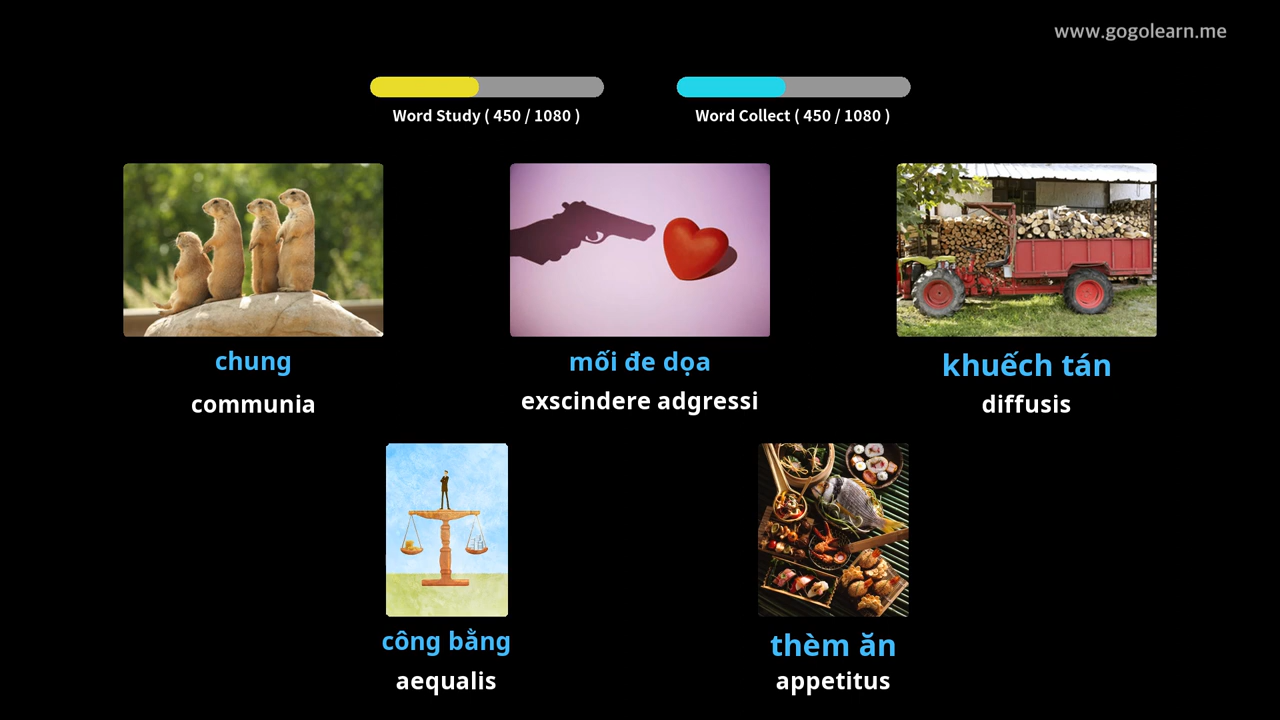 www.gogolearn.me
Word Study ( 450 / 1080 )
Word Collect ( 450 / 1080 )
chung
communia
mối đe dọa
exscindere adgressi
khuếch tán
diffusis
công bằng
aequalis
thèm ăn
appetitus